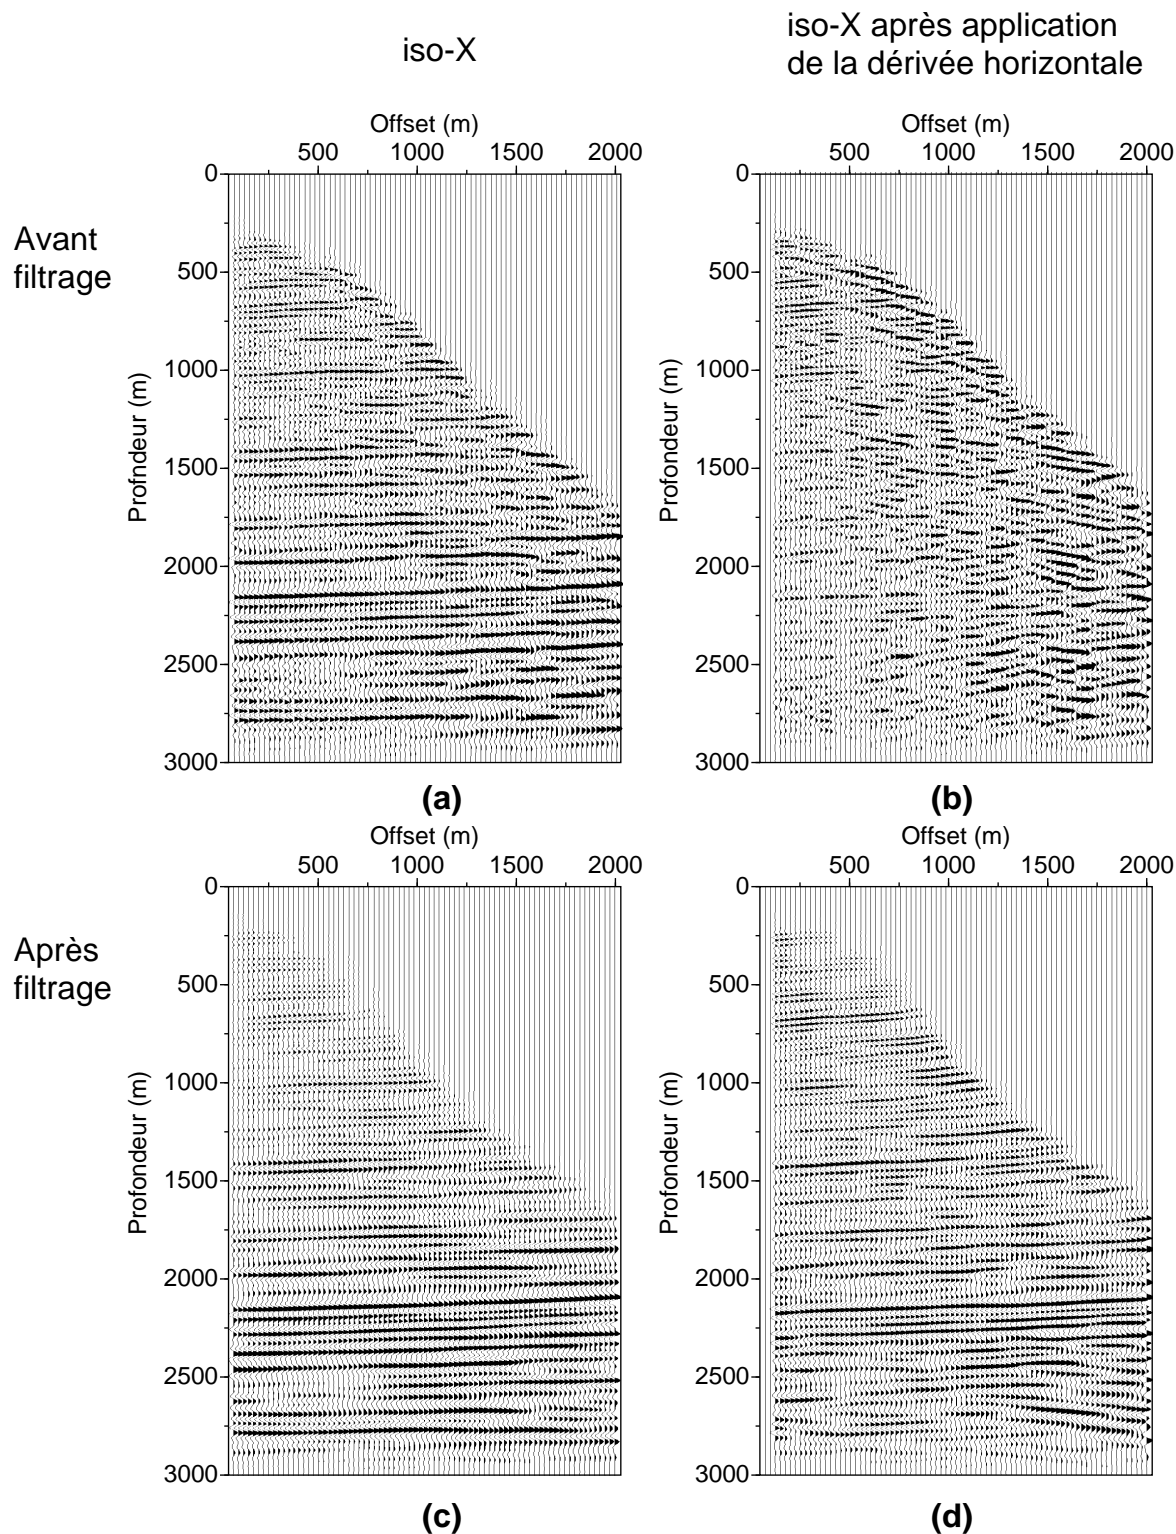 iso-X
iso-X après application
de la dérivée horizontale
Avant
filtrage
Offset (m)
500 1000 1500 2000
0
500
1000
1500
2000
2500
3000
Profondeur (m)
(a)
Offset (m)
500 1000 1500 2000
0
500
1000
1500
2000
2500
3000
Profondeur (m)
(b)
Après
filtrage
Offset (m)
500 1000 1500 2000
0
500
1000
1500
2000
2500
3000
Profondeur (m)
(c)
Offset (m)
500 1000 1500 2000
0
500
1000
1500
2000
2500
3000
Profondeur (m)
(d)